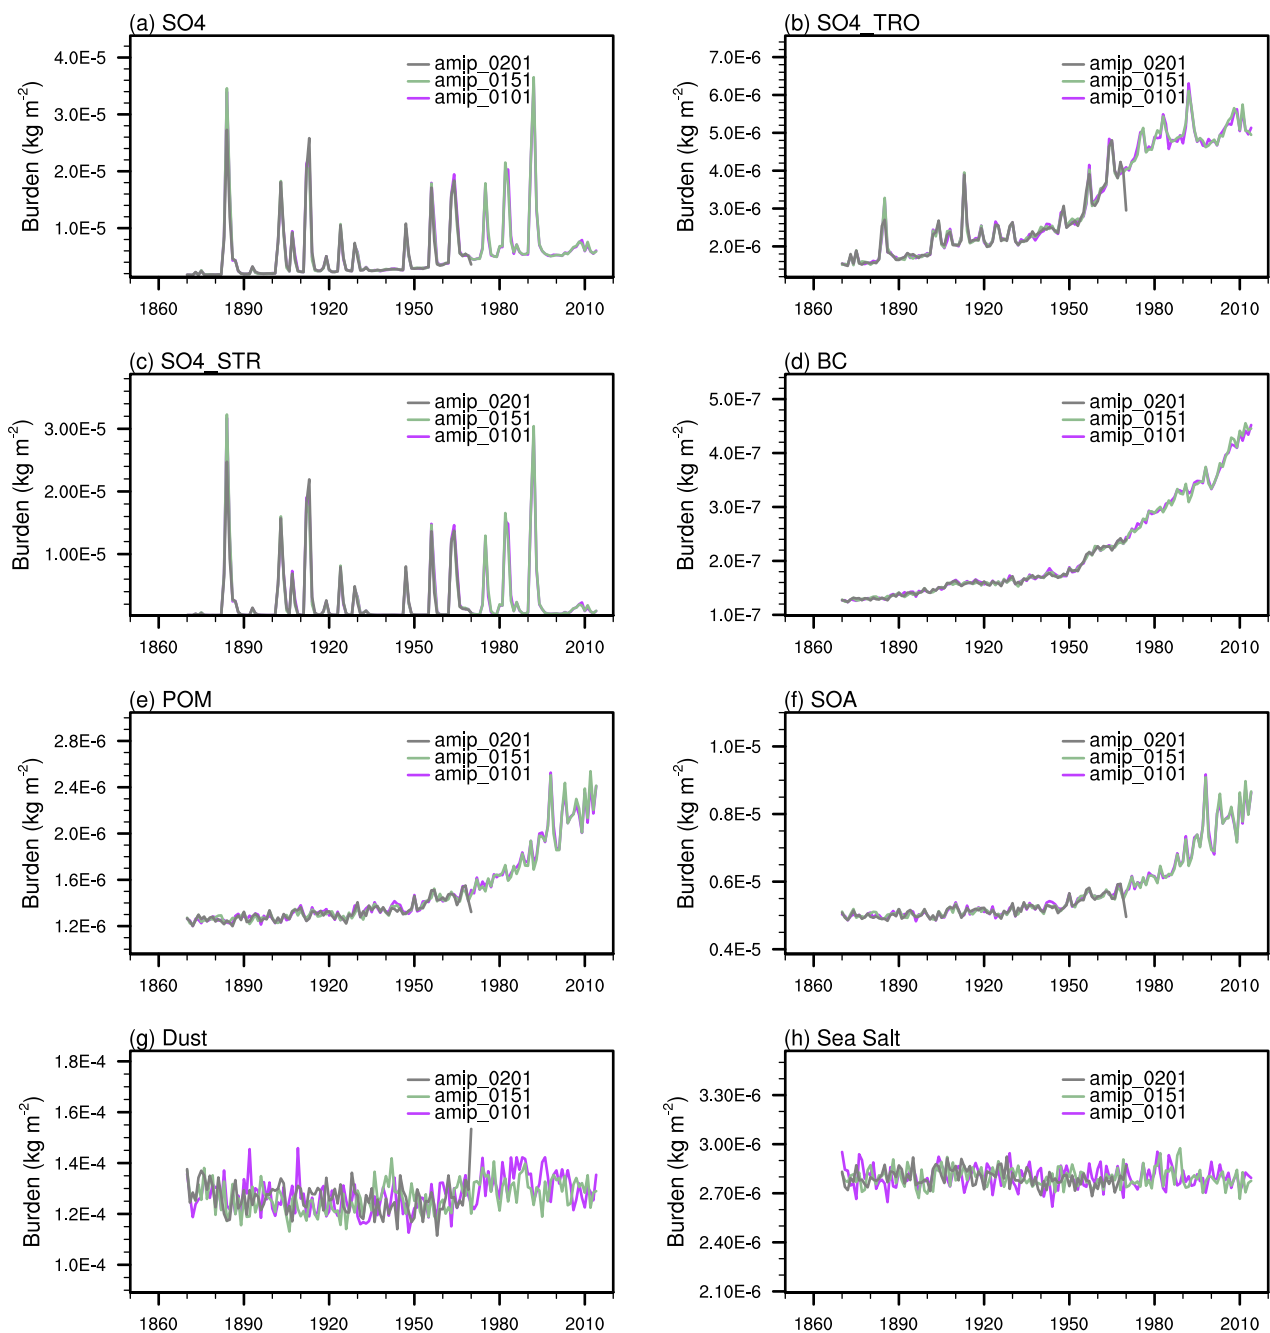 (a) SO4
Burden (kg m-2)
4.0E-5
3.0E-5
2.0E-5
1.0E-5
amip_0201
amip_0151
amip_0101
1860 1890 1920 1950 1980 2010
(b) SO4_TRO
Burden (kg m-2)
7.0E-6
6.0E-6
5.0E-6
4.0E-6
3.0E-6
2.0E-6
amip_0201
amip_0151
amip_0101
1860 1890 1920 1950 1980 2010
(c) SO4_STR
Burden (kg m-2)
3.00E-5
2.00E-5
1.00E-5
amip_0201
amip_0151
amip_0101
1860 1890 1920 1950 1980 2010
(d) BC
Burden (kg m-2)
5.0E-7
4.0E-7
3.0E-7
2.0E-7
1.0E-7
amip_0201
amip_0151
amip_0101
1860 1890 1920 1950 1980 2010
(e) POM
Burden (kg m-2)
2.8E-6
2.4E-6
2.0E-6
1.6E-6
1.2E-6
amip_0201
amip_0151
amip_0101
1860 1890 1920 1950 1980 2010
(f) SOA
Burden (kg m-2)
1.0E-5
0.8E-5
0.6E-5
0.4E-5
amip_0201
amip_0151
amip_0101
1860 1890 1920 1950 1980 2010
(g) Dust
Burden (kg m-2)
1.8E-4
1.6E-4
1.4E-4
1.2E-4
1.0E-4
amip_0201
amip_0151
amip_0101
1860 1890 1920 1950 1980 2010
(h) Sea Salt
Burden (kg m-2)
3.30E-6
3.00E-6
2.70E-6
2.40E-6
2.10E-6
amip_0201
amip_0151
amip_0101
1860 1890 1920 1950 1980 2010